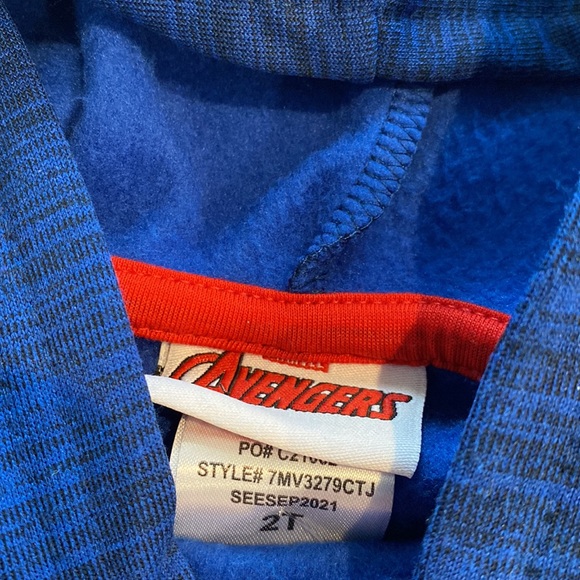 AVENGERS
PO#
STYLE# 7MV3279CTJ
SEESEP2021
2T